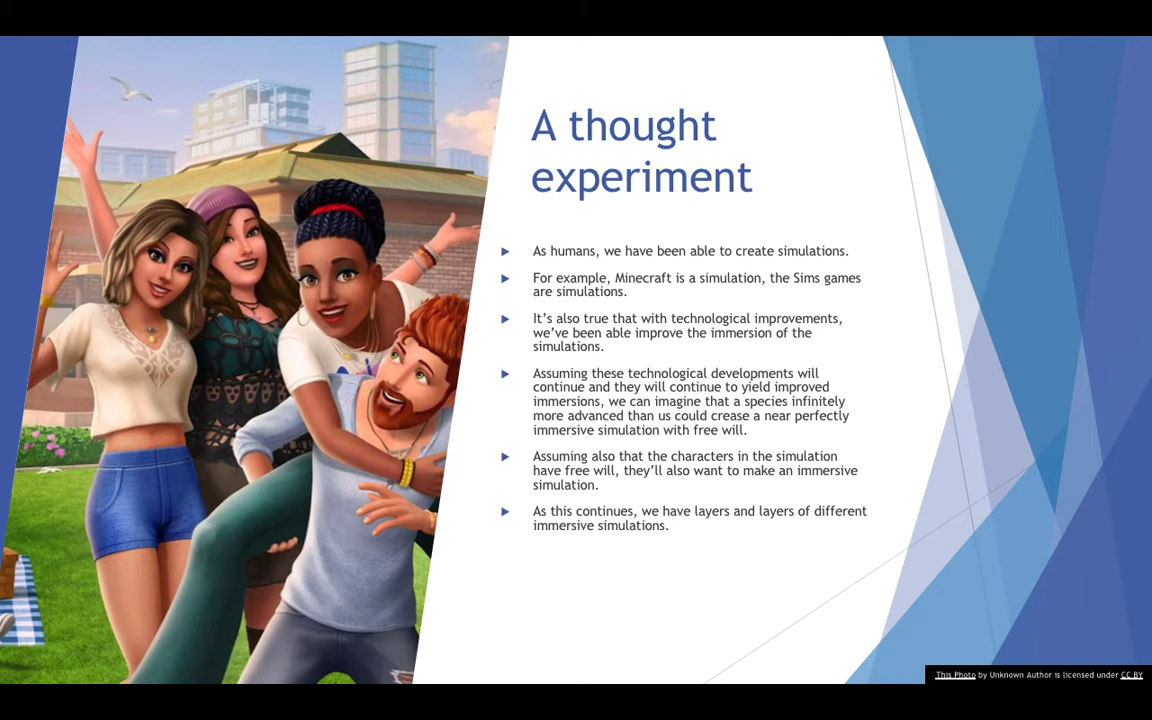 A thought
experiment
As humans, we have been able to create simulations.
For example, Minecraft is a simulation, the Sims games
are simulations.
It's also true that with technological improvements,
we've been able improve the immersion of the
simulations.
Assuming these technological developments will
continue and they will continue to yield improved
immersions, we can imagine that a species infinitely
more advanced than us could crease a near perfectly
immersive simulation with free will.
Assuming also that the characters in the simulation
have free will, they'll also want to make an immersive
simulation.
As this continues, we have layers and layers of different
immersive simulations.
This Photo by Unknown Author is licensed under CC BY